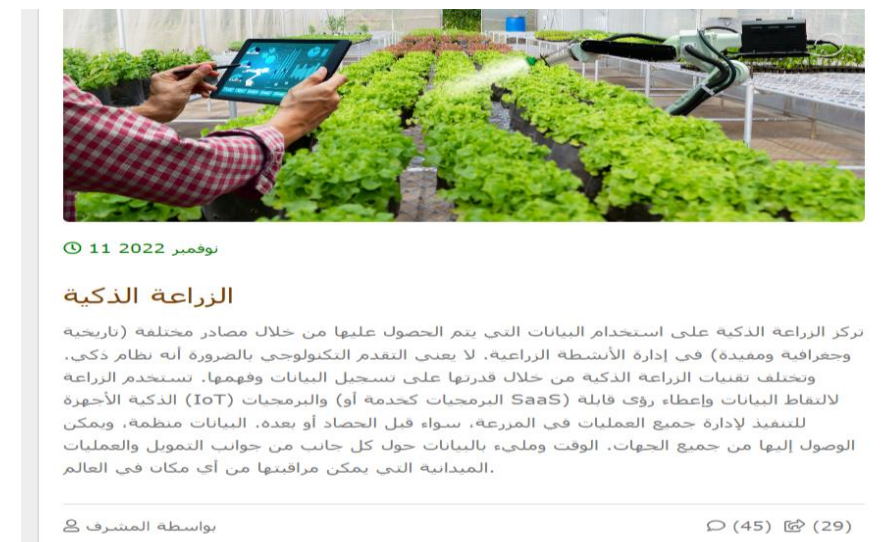 نوفمبر 2022 11
الزراعة الذكية
تركز الزراعة الذكية على استخدام البيانات التي يتم الحصول عليها من خلال مصادر مختلفة (تاريخية
وجغرافية ومفيدة) في إدارة الأنشطة الزراعية. لا يعني التقدم التكنولوجي بالضرورة أنه نظام ذكي.
وتختلف تقنيات الزراعة الذكية من خلال قدرتها على تسجيل البيانات وفهمها. تستخدم الزراعة
الذكية الأجهزة (IoT) والبرمجيات (أو البرمجيات كخدمة SaaS) لالتقاط البيانات وإعطاء رؤى قابلة
للتنفيذ لإدارة جميع العمليات في المزرعة، سواء قبل الحصاد أو بعده. البيانات منظمة، ويمكن
الوصول إليها من جميع الجهات. الوقت ومليء بالبيانات حول كل جانب من جوانب التمويل والعمليات
الميدانية التي يمكن مراقبتها من أي مكان في العالم.
بواسطة المشرف
(45) (29)